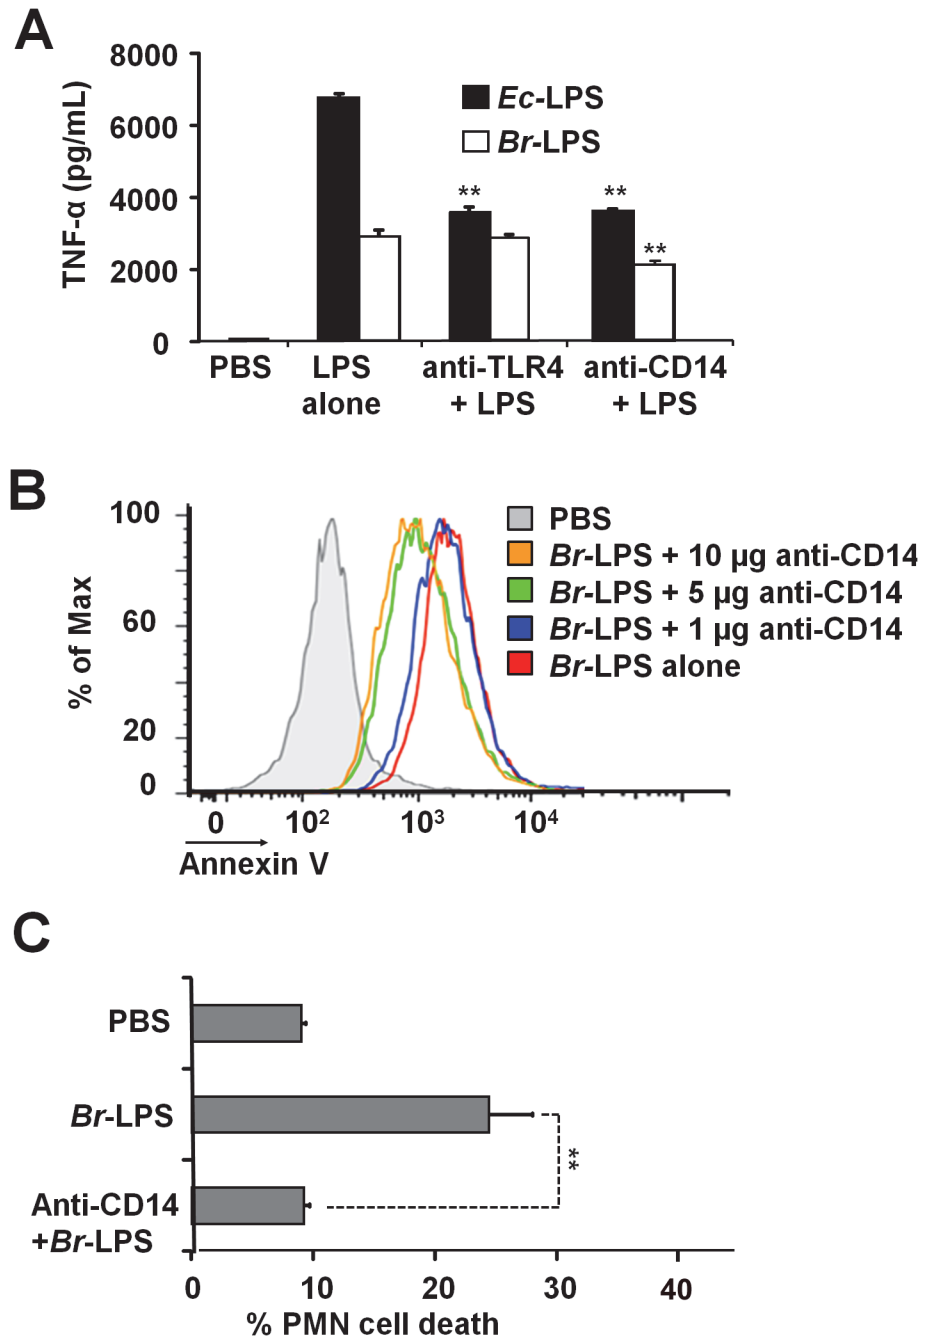 A
TNF-α (pg/mL)
8000
6000
4000
2000
0
Ec-LPS
Br-LPS
**
**
**
PBS
LPS alone
anti-TLR4 + LPS
anti-CD14 + LPS
B
% of Max
100
60
20
0
PBS
Br-LPS + 10 µg anti-CD14
Br-LPS + 5 µg anti-CD14
Br-LPS + 1 µg anti-CD14
Br-LPS alone
0
10²
10³
10⁴
Annexin V
C
PBS
Br-LPS
Anti-CD14
+Br-LPS
**
0
10
20
30
40
% PMN cell death